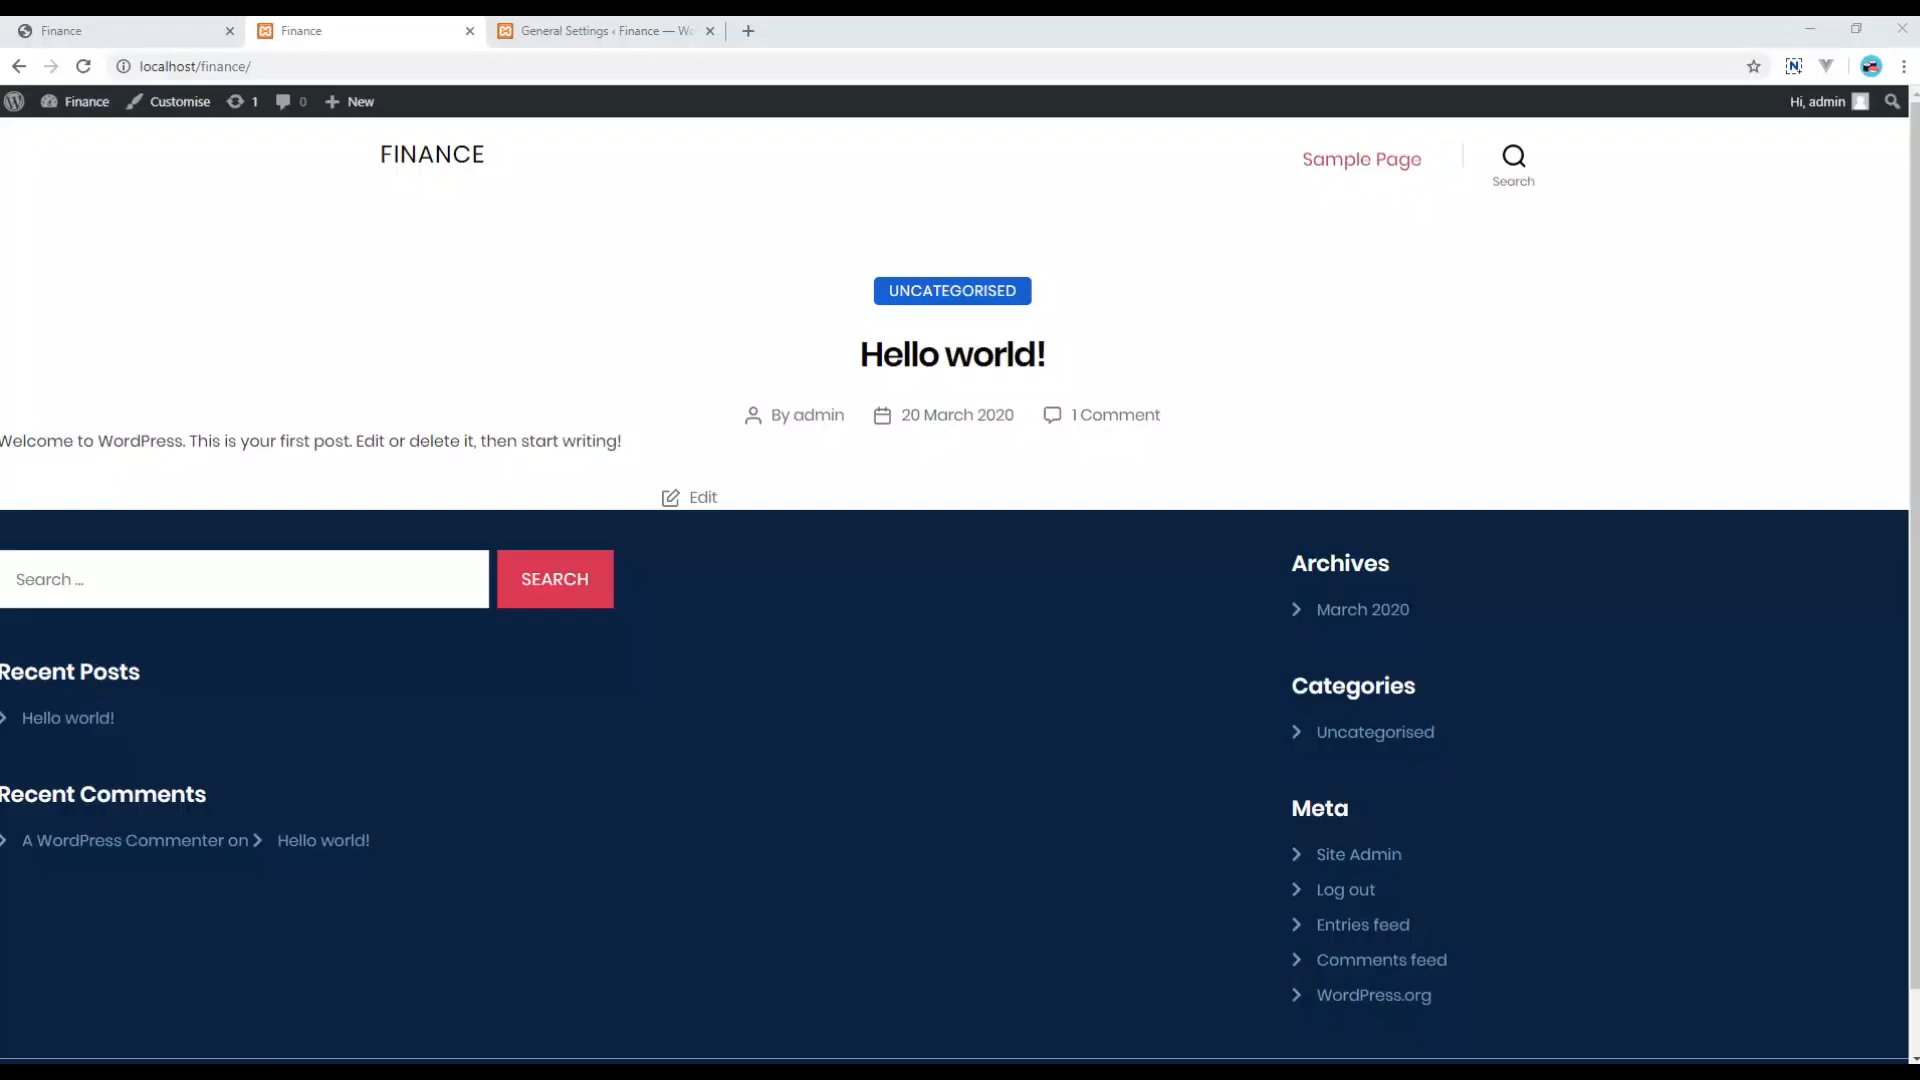 Finance
Finance
General Settings ‹ Finance — Wo
localhost/finance/
Finance
Customise
1
0
New
Hi, admin
FINANCE
Sample Page
Search
UNCATEGORISED
Hello world!
By admin
20 March 2020
1 Comment
Welcome to WordPress. This is your first post. Edit or delete it, then start writing!
Edit
Search …
SEARCH
Recent Posts
Hello world!
Recent Comments
A WordPress Commenter on
Hello world!
Archives
March 2020
Categories
Uncategorised
Meta
Site Admin
Log out
Entries feed
Comments feed
WordPress.org